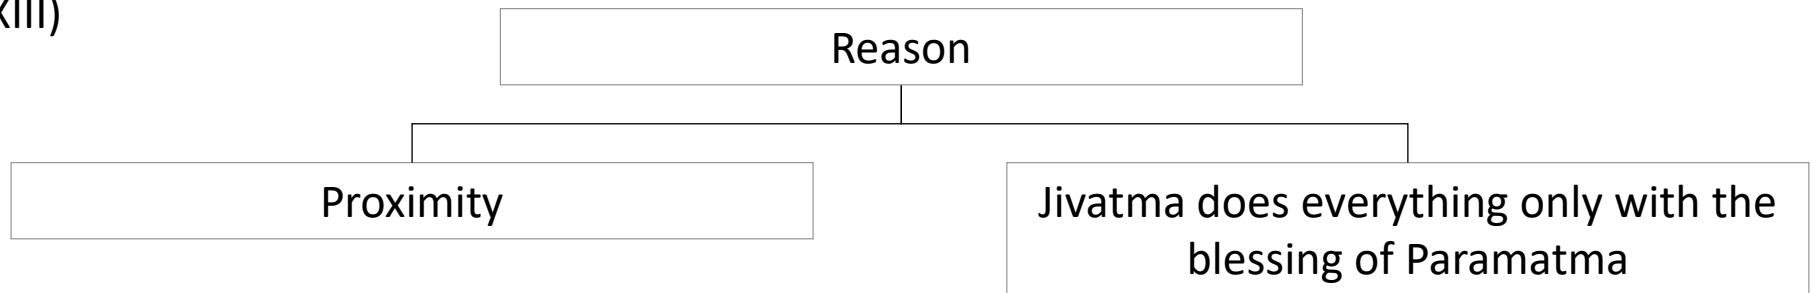 XIII)
Reason
Proximity
Jivatma does everything only with the
blessing of Paramatma